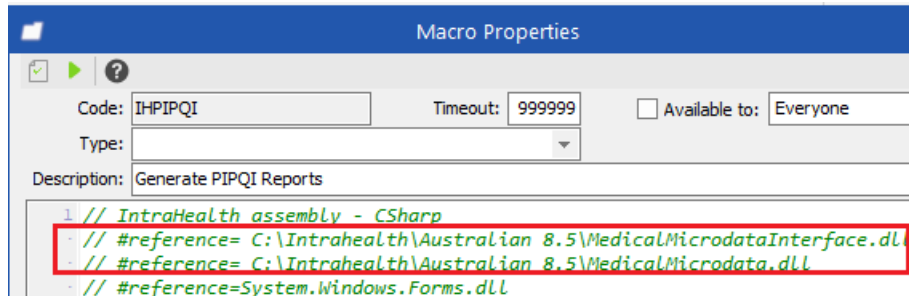 Macro Properties
Code: IHPIPQI Timeout: 999999 Available to: Everyone
Type:
Description: Generate PIPQI Reports
1 // IntraHealth assembly - CSharp
// #reference= C:\Intrahealth\Australian 8.5\MedicalMicrodataInterface.dll
// #reference= C:\Intrahealth\Australian 8.5\MedicalMicrodata.dll
// #reference=System.Windows.Forms.dll